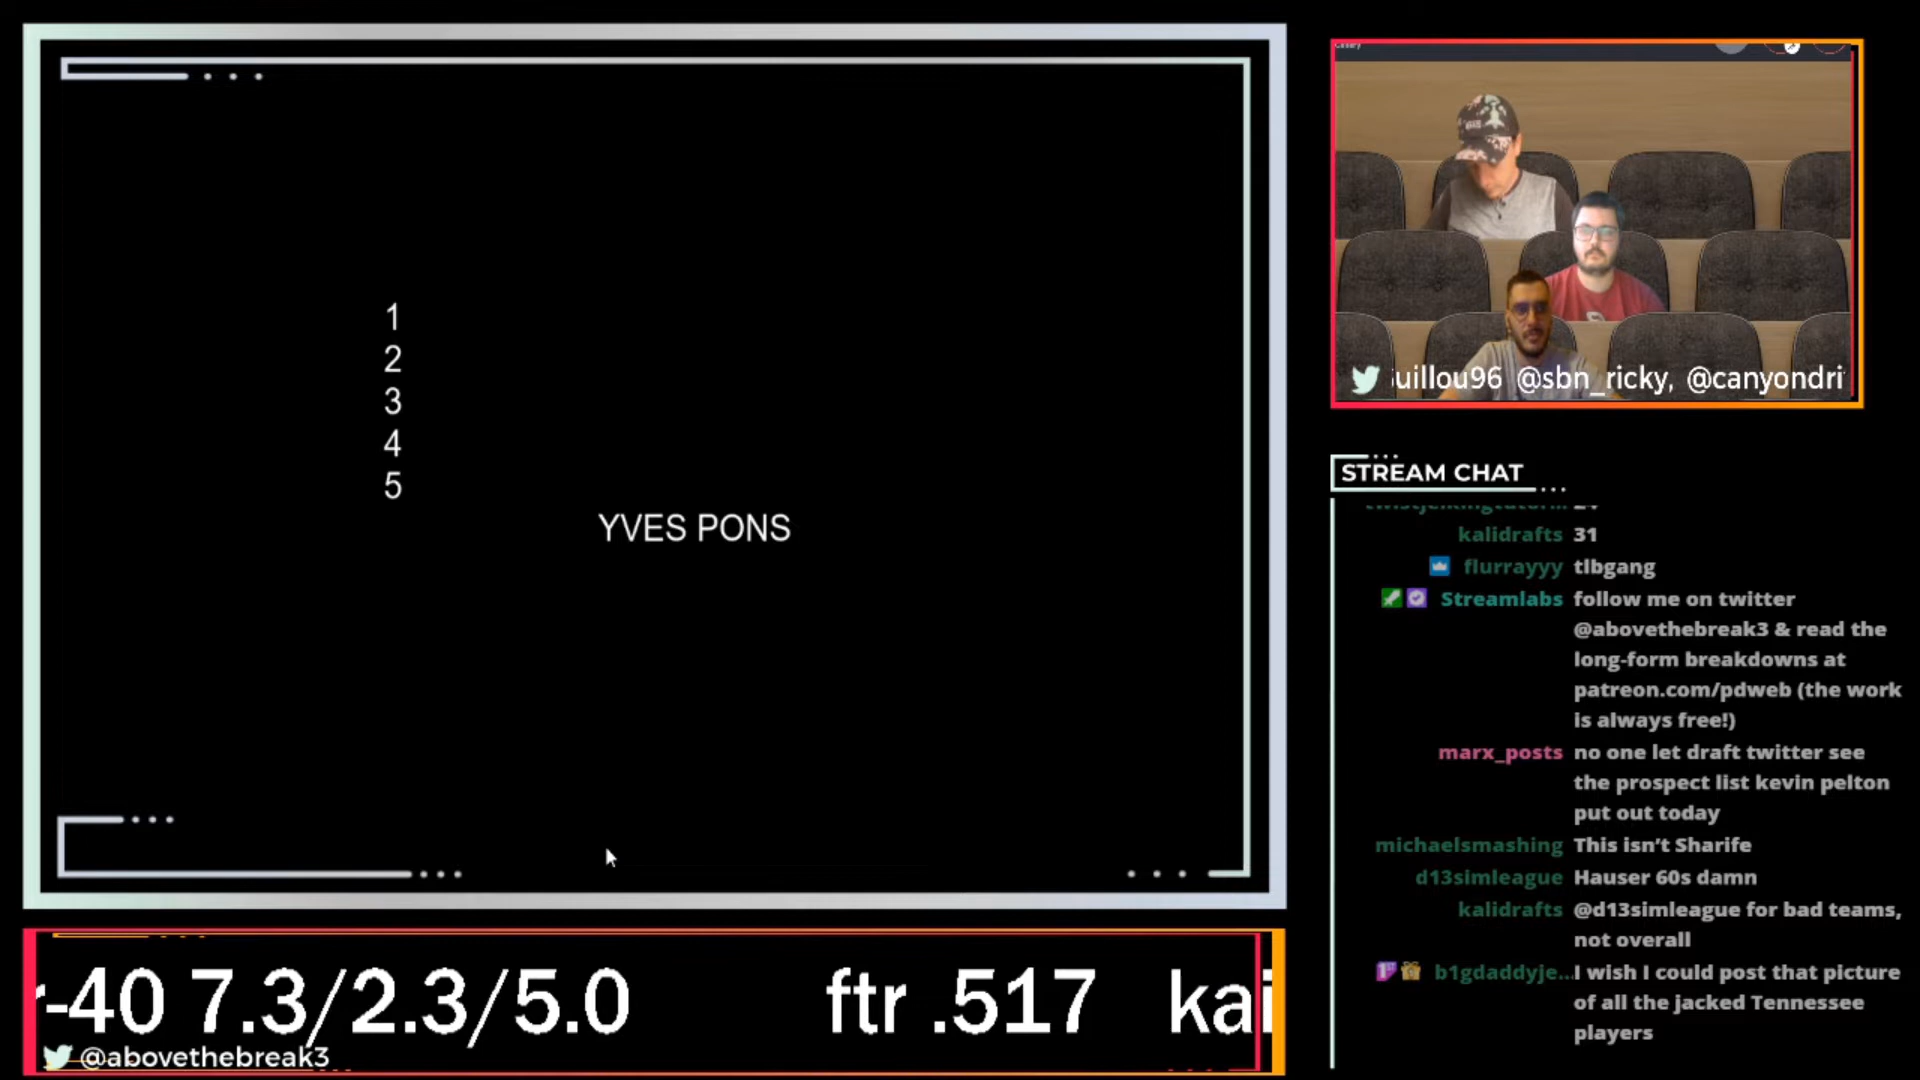 1
2
3
4
5
YVES PONS
uillou96 @sbn_ricky, @canyondri
STREAM CHAT
kalidrafts 31
flurrayyy tlbgang
Streamlabs follow me on twitter
@abovethebreak3 & read the
long-form breakdowns at
patreon.com/pdweb (the work
is always free!)
marx_posts no one let draft twitter see
the prospect list kevin pelton
put out today
michaelsmashing This isn't Sharife
d13simleague Hauser 60s damn
kalidrafts @d13simleague for bad teams,
not overall
b1gdaddyje... I wish I could post that picture
of all the jacked Tennessee
players
-40 7.3/2.3/5.0 ftr .517 kai
@abovethebreak3